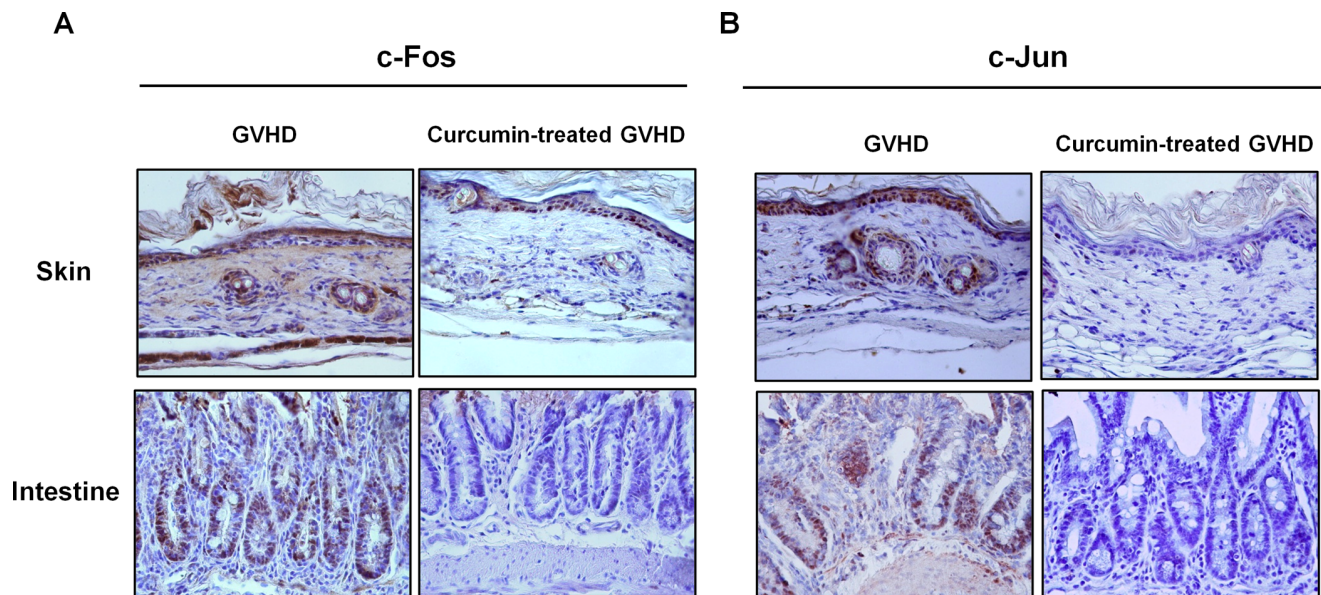 A
B
c-Fos
c-Jun
GVHD
Curcumin-treated GVHD
GVHD
Curcumin-treated GVHD
Skin
Intestine